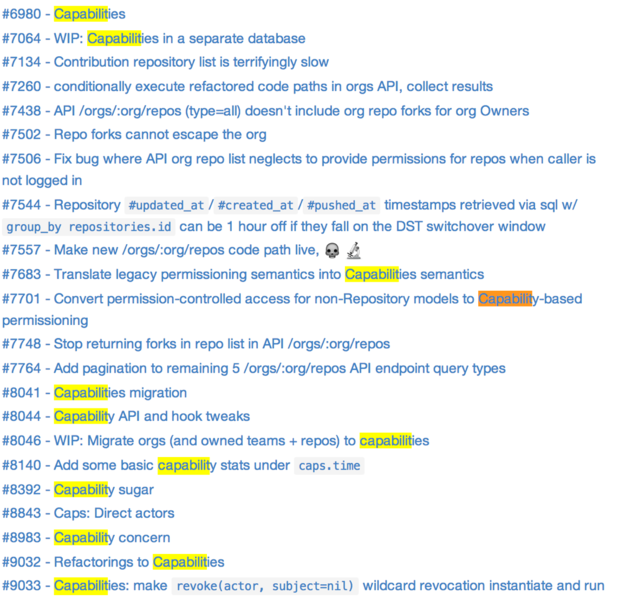 #6980 - Capabilities
#7064 - WIP: Capabilities in a separate database
#7134 - Contribution repository list is terrifyingly slow
#7260 - conditionally execute refactored code paths in orgs API, collect results
#7438 - API /orgs/:org/repos (type=all) doesn't include org repo forks for org Owners
#7502 - Repo forks cannot escape the org
#7506 - Fix bug where API org repo list neglects to provide permissions for repos when caller is
not logged in
#7544 - Repository #updated_at / #created_at / #pushed_at timestamps retrieved via sql w/
group_by repositories.id can be 1 hour off if they fall on the DST switchover window
#7557 - Make new /orgs/:org/repos code path live, 💀 🔬
#7683 - Translate legacy permissioning semantics into Capabilities semantics
#7701 - Convert permission-controlled access for non-Repository models to Capability-based
permissioning
#7748 - Stop returning forks in repo list in API /orgs/:org/repos
#7764 - Add pagination to remaining 5 /orgs/:org/repos API endpoint query types
#8041 - Capabilities migration
#8044 - Capability API and hook tweaks
#8046 - WIP: Migrate orgs (and owned teams + repos) to capabilities
#8140 - Add some basic capability stats under caps.time
#8392 - Capability sugar
#8843 - Caps: Direct actors
#8983 - Capability concern
#9032 - Refactorings to Capabilities
#9033 - Capabilities: make revoke(actor, subject=nil) wildcard revocation instantiate and run